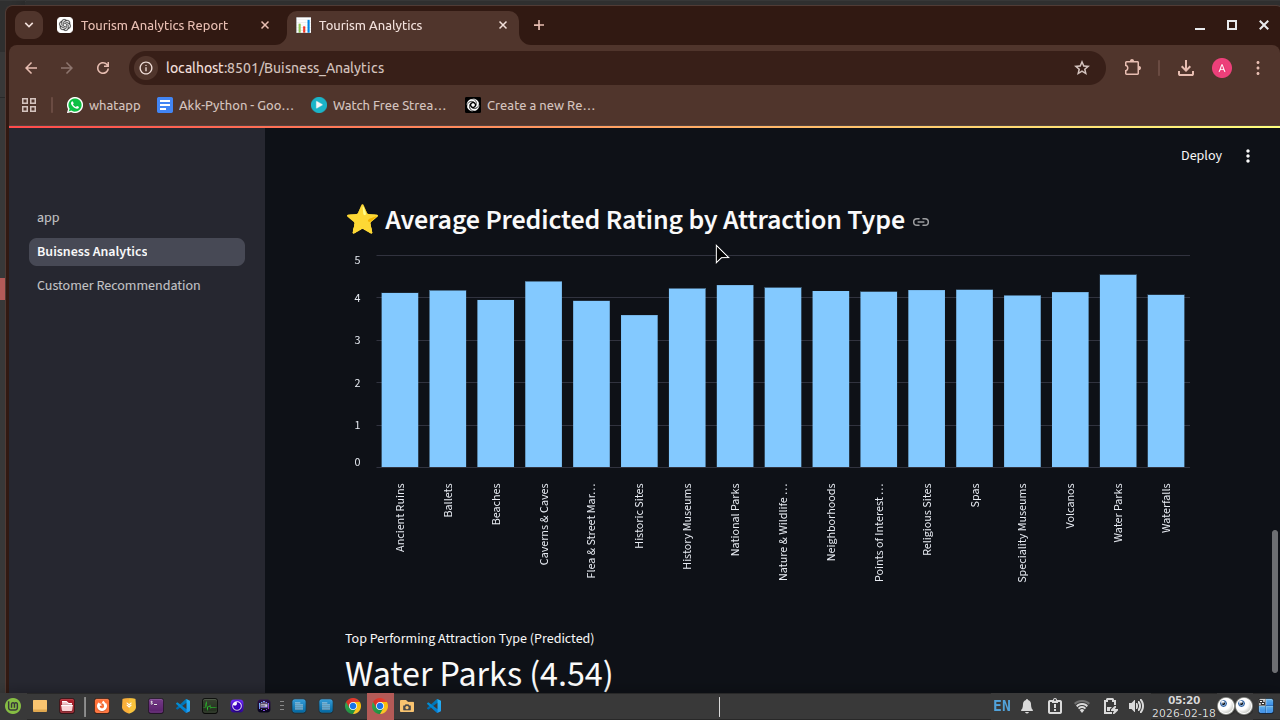 Tourism Analytics Report
Tourism Analytics
localhost:8501/Buisness_Analytics
A
whatapp
Akk-Python - Goo…
Watch Free Strea…
Create a new Re…
Deploy
app
Buisness Analytics
Customer Recommendation
Average Predicted Rating by Attraction Type
5
4
3
2
1
0
Ancient Ruins
Ballets
Beaches
Caverns & Caves
Flea & Street Mar…
Historic Sites
History Museums
National Parks
Nature & Wildlife …
Neighborhoods
Points of Interest …
Religious Sites
Spas
Speciality Museums
Volcanos
Water Parks
Waterfalls
Top Performing Attraction Type (Predicted)
Water Parks (4.54)
EN
05:20
2026-02-18